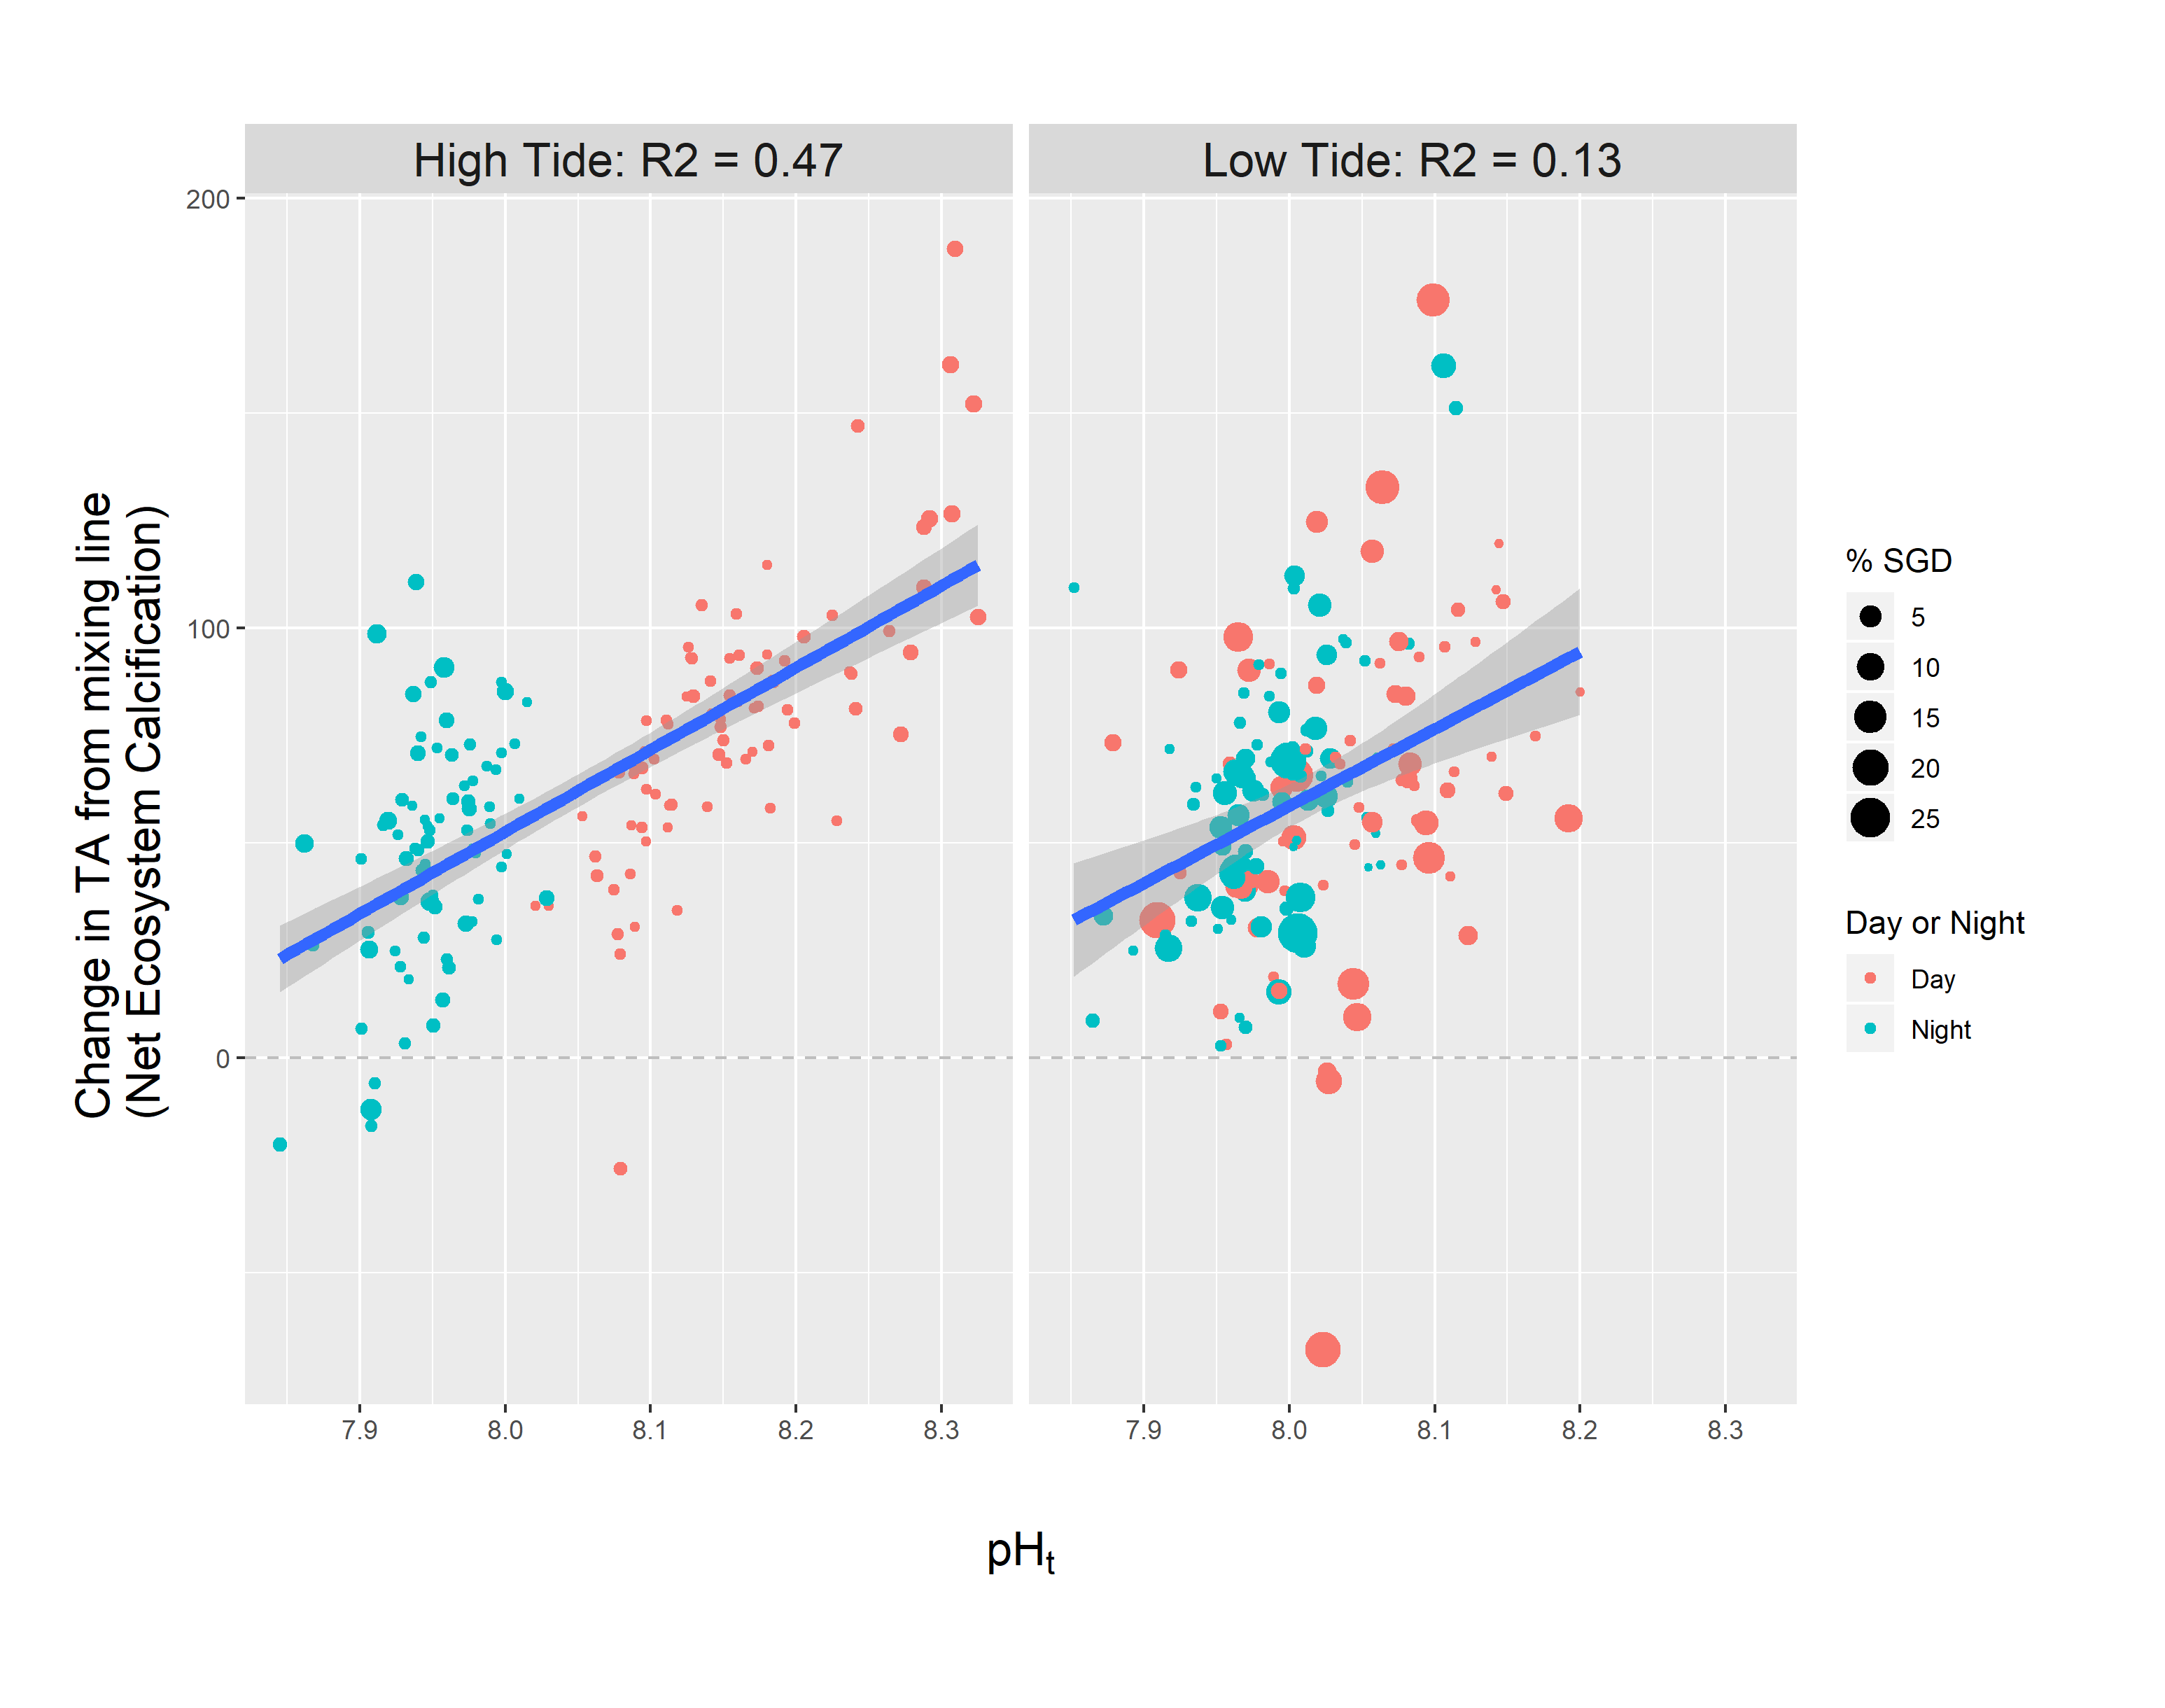 High Tide: R2 = 0.47
Low Tide: R2 = 0.13
200
100
0
Change in TA from mixing line
(Net Ecosystem Calcification)
7.9 8.0 8.1 8.2 8.3
7.9 8.0 8.1 8.2 8.3
pHt
% SGD
5
10
15
20
25
Day or Night
Day
Night